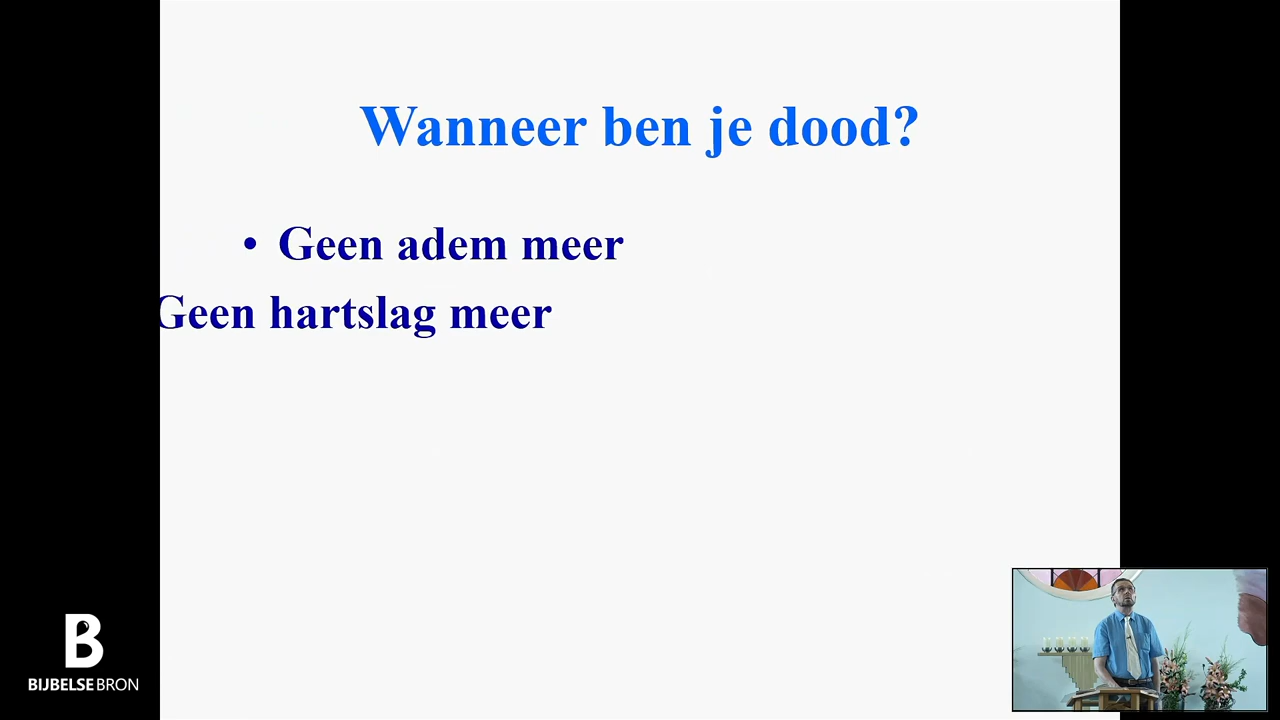 Wanneer ben je dood?
• Geen adem meer
Geen hartslag meer
B
BIJBELSE BRON